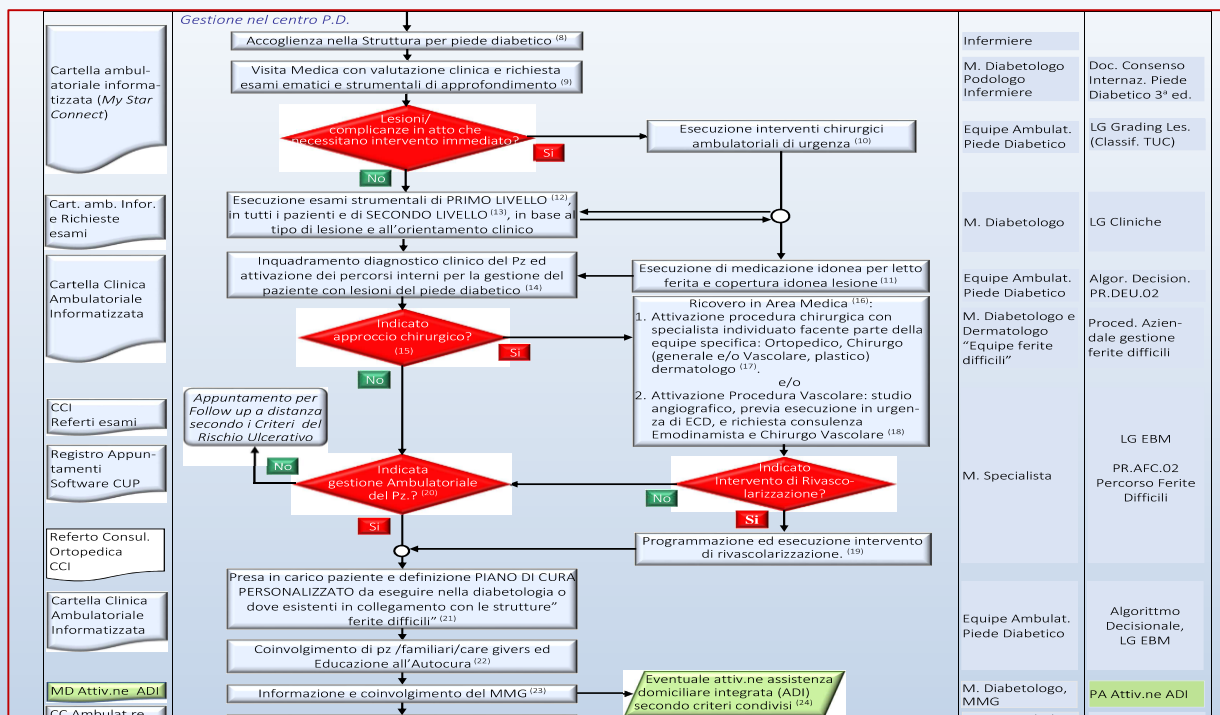 Gestione nel centro P.D.
Cartella ambul-
atoriale informa-
tizzata (My Star
Connect)
Cart. amb. Infor.
e Richieste
esami
Cartella Clinica
Ambulatoriale
Informatizzata
CCI
Referti esami
Registro Appun-
tamenti
Software CUP
Referto Consul.
Ortopedica
CCI
Cartella Clinica
Ambulatoriale
Informatizzata
MD Attiv.ne ADI
CC Ambulat.re
Accoglienza nella Struttura per piede diabetico (8)
Visita Medica con valutazione clinica e richiesta
esami ematici e strumentali di approfondimento (9)
Lesioni/
complicanze in atto che
necessitano intervento immediato?
Si
No
Esecuzione interventi chirurgici
ambulatoriali di urgenza (10)
Esecuzione esami strumentali di PRIMO LIVELLO (12),
in tutti i pazienti e di SECONDO LIVELLO (13), in base al
tipo di lesione e all'orientamento clinico
Inquadramento diagnostico clinico del Pz ed
attivazione dei percorsi interni per la gestione del
paziente con lesioni del piede diabetico (14)
Esecuzione di medicazione idonea per letto
ferita e copertura idonea lesione (11)
Indicato
approccio chirurgico?
(15)
Si
No
Ricovero in Area Medica (16):
1. Attivazione procedura chirurgica con
specialista individuato facente parte della
equipe specifica: Ortopedico, Chirurgo
(generale e/o Vascolare, plastico)
dermatologo (17).
e/o
2. Attivazione Procedura Vascolare: studio
angiografico, previa esecuzione in urgen-
za di ECD, e richiesta consulenza
Emodinamista e Chirurgo Vascolare (18)
Appuntamento per
Follow up a distanza
secondo i Criteri del
Rischio Ulcerativo
No
Indicata
gestione Ambulatoriale
del Pz.? (20)
Si
No
Indicato
Intervento di Rivasco-
larizzazione?
Si
Programmazione ed esecuzione intervento
di rivascolarizzazione. (19)
Presa in carico paziente e definizione PIANO DI CURA
PERSONALIZZATO da eseguire nella diabetologia o
dove esistenti in collegamento con le strutture"
ferite difficili" (21)
Coinvolgimento di pz /familiari/care givers ed
Educazione all'Autocura (22)
Informazione e coinvolgimento del MMG (23)
Eventuale attiv.ne assistenza
domiciliare integrata (ADI)
secondo criteri condivisi (24)
Infermiere
M. Diabetologo
Podologo
Infermiere
Equipe Ambulat.
Piede Diabetico
M. Diabetologo
Equipe Ambulat.
Piede Diabetico
M. Diabetologo e
Dermatologo
"Equipe ferite
difficili"
M. Specialista
Equipe Ambulat.
Piede Diabetico
M. Diabetologo,
MMG
Doc. Consenso
Internaz. Piede
Diabetico 3ª ed.
LG Grading Les.
(Classif. TUC)
LG Cliniche
Algor. Decision.
PR.DEU.02
Proced. Azien-
dale gestione
ferite difficili
LG EBM
PR.AFC.02
Percorso Ferite
Difficili
Algorittmo
Decisionale,
LG EBM
PA Attiv.ne ADI